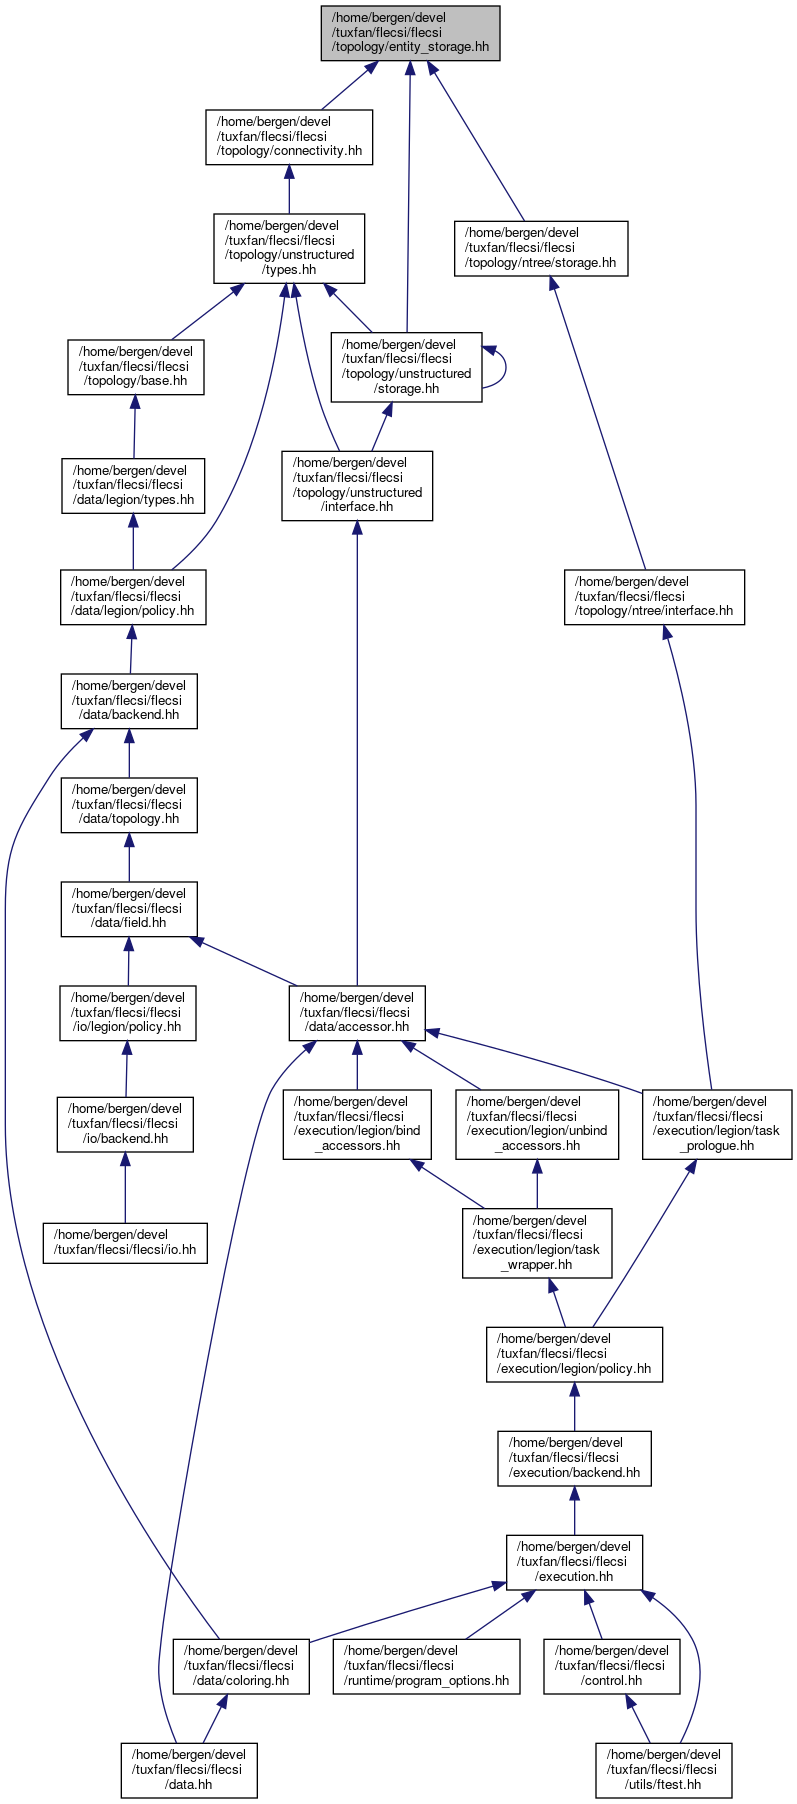 /home/bergen/devel
/tuxfan/flecsi/flecsi
/topology/entity_storage.hh
/home/bergen/devel
/tuxfan/flecsi/flecsi
/topology/connectivity.hh
/home/bergen/devel
/tuxfan/flecsi/flecsi
/topology/unstructured
/types.hh
/home/bergen/devel
/tuxfan/flecsi/flecsi
/topology/ntree/storage.hh
/home/bergen/devel
/tuxfan/flecsi/flecsi
/topology/base.hh
/home/bergen/devel
/tuxfan/flecsi/flecsi
/topology/unstructured
/storage.hh
/home/bergen/devel
/tuxfan/flecsi/flecsi
/data/legion/types.hh
/home/bergen/devel
/tuxfan/flecsi/flecsi
/topology/unstructured
/interface.hh
/home/bergen/devel
/tuxfan/flecsi/flecsi
/data/legion/policy.hh
/home/bergen/devel
/tuxfan/flecsi/flecsi
/topology/ntree/interface.hh
/home/bergen/devel
/tuxfan/flecsi/flecsi
/data/backend.hh
/home/bergen/devel
/tuxfan/flecsi/flecsi
/data/topology.hh
/home/bergen/devel
/tuxfan/flecsi/flecsi
/data/field.hh
/home/bergen/devel
/tuxfan/flecsi/flecsi
/io/legion/policy.hh
/home/bergen/devel
/tuxfan/flecsi/flecsi
/data/accessor.hh
/home/bergen/devel
/tuxfan/flecsi/flecsi
/io/backend.hh
/home/bergen/devel
/tuxfan/flecsi/flecsi
/execution/legion/bind
_accessors.hh
/home/bergen/devel
/tuxfan/flecsi/flecsi
/execution/legion/unbind
_accessors.hh
/home/bergen/devel
/tuxfan/flecsi/flecsi
/execution/legion/task
_prologue.hh
/home/bergen/devel
/tuxfan/flecsi/flecsi/io.hh
/home/bergen/devel
/tuxfan/flecsi/flecsi
/execution/legion/task
_wrapper.hh
/home/bergen/devel
/tuxfan/flecsi/flecsi
/execution/legion/policy.hh
/home/bergen/devel
/tuxfan/flecsi/flecsi
/execution/backend.hh
/home/bergen/devel
/tuxfan/flecsi/flecsi
/execution.hh
/home/bergen/devel
/tuxfan/flecsi/flecsi
/data/coloring.hh
/home/bergen/devel
/tuxfan/flecsi/flecsi
/runtime/program_options.hh
/home/bergen/devel
/tuxfan/flecsi/flecsi
/control.hh
/home/bergen/devel
/tuxfan/flecsi/flecsi
/data.hh
/home/bergen/devel
/tuxfan/flecsi/flecsi
/utils/ftest.hh